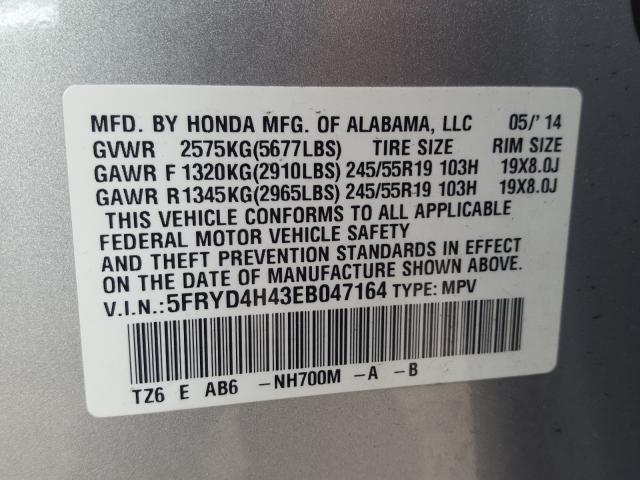 MFD. BY HONDA MFG. OF ALABAMA, LLC 05/'14
GVWR 2575KG(5677LBS) TIRE SIZE RIM SIZE
GAWR F 1320KG(2910LBS) 245/55R19 103H 19X8.0J
GAWR R 1345KG(2965LBS) 245/55R19 103H 19X8.0J
THIS VEHICLE CONFORMS TO ALL APPLICABLE
FEDERAL MOTOR VEHICLE SAFETY
AND THEFT PREVENTION STANDARDS IN EFFECT
ON THE DATE OF MANUFACTURE SHOWN ABOVE.
V.I.N.:5FRYD4H43EB047164 TYPE: MPV
TZ6 E AB6 -NH700M -A -B